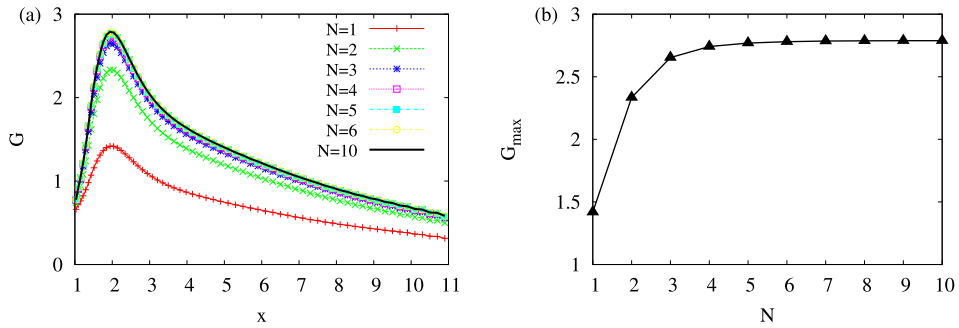 (a)
G
3
2
1
0
1 2 3 4 5 6 7 8 9 10 11
x
N=1
N=2
N=3
N=4
N=5
N=6
N=10
(b)
G_max
3
2.5
2
1.5
1
1 2 3 4 5 6 7 8 9 10
N